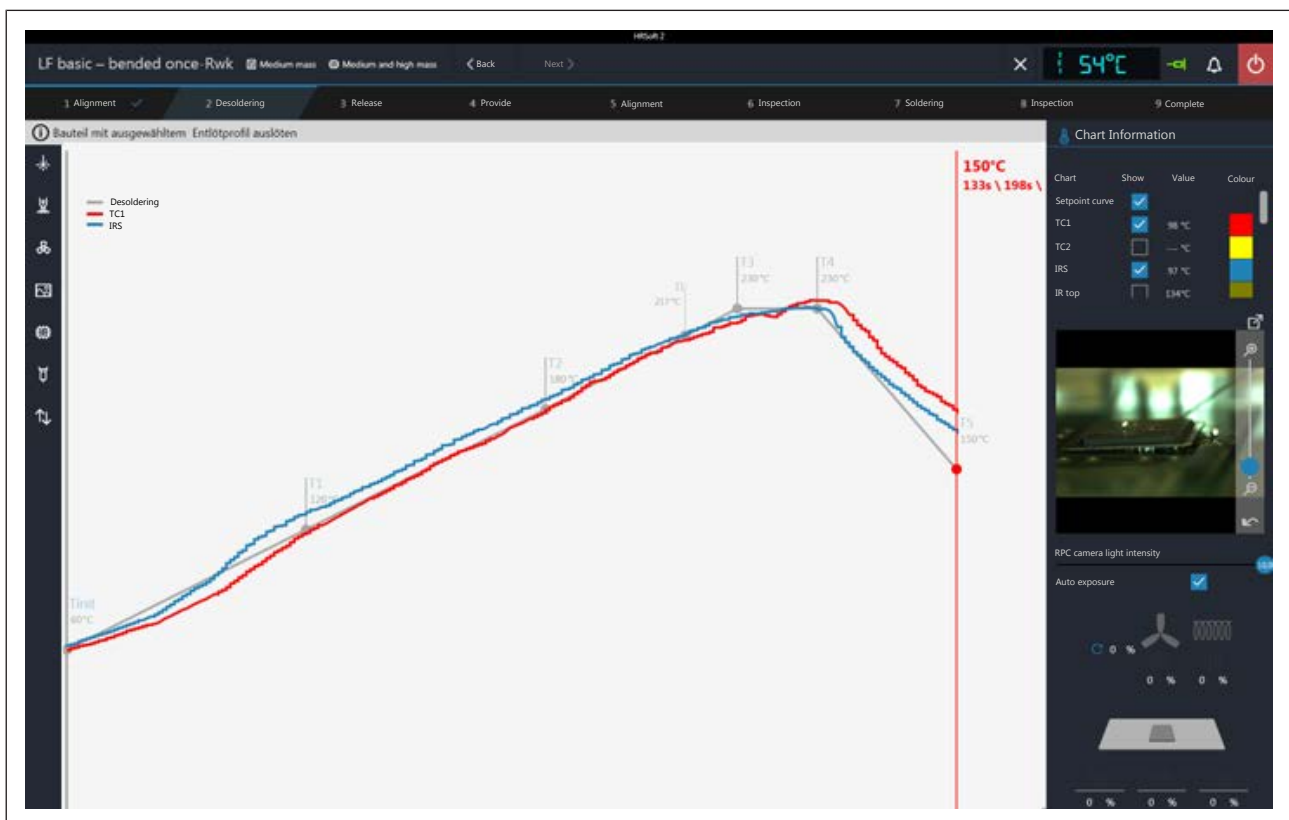 HRSoft 2
LF basic – bended once-Rwk Medium mass Medium and high mass Back Next 54°C
1 Alignment 2 Desoldering 3 Release 4 Provide 5 Alignment 6 Inspection 7 Soldering 8 Inspection 9 Complete
Bauteil mit ausgewähltem Entlötprofil auslöten
Chart Information
150°C
133s \ 198s \
Chart Show Value Colour
Setpoint curve
TC1 98 °C
TC2 --- °C
IRS 97 °C
IR top 134°C
Desoldering
TC1
IRS
T3
230°C
T4
230°C
217°C
T2
180°C
T1
120°C
Tinit
60°C
T5
150°C
RPC camera light intensity
Auto exposure
0 %
0 % 0 %
0 % 0 % 0 %